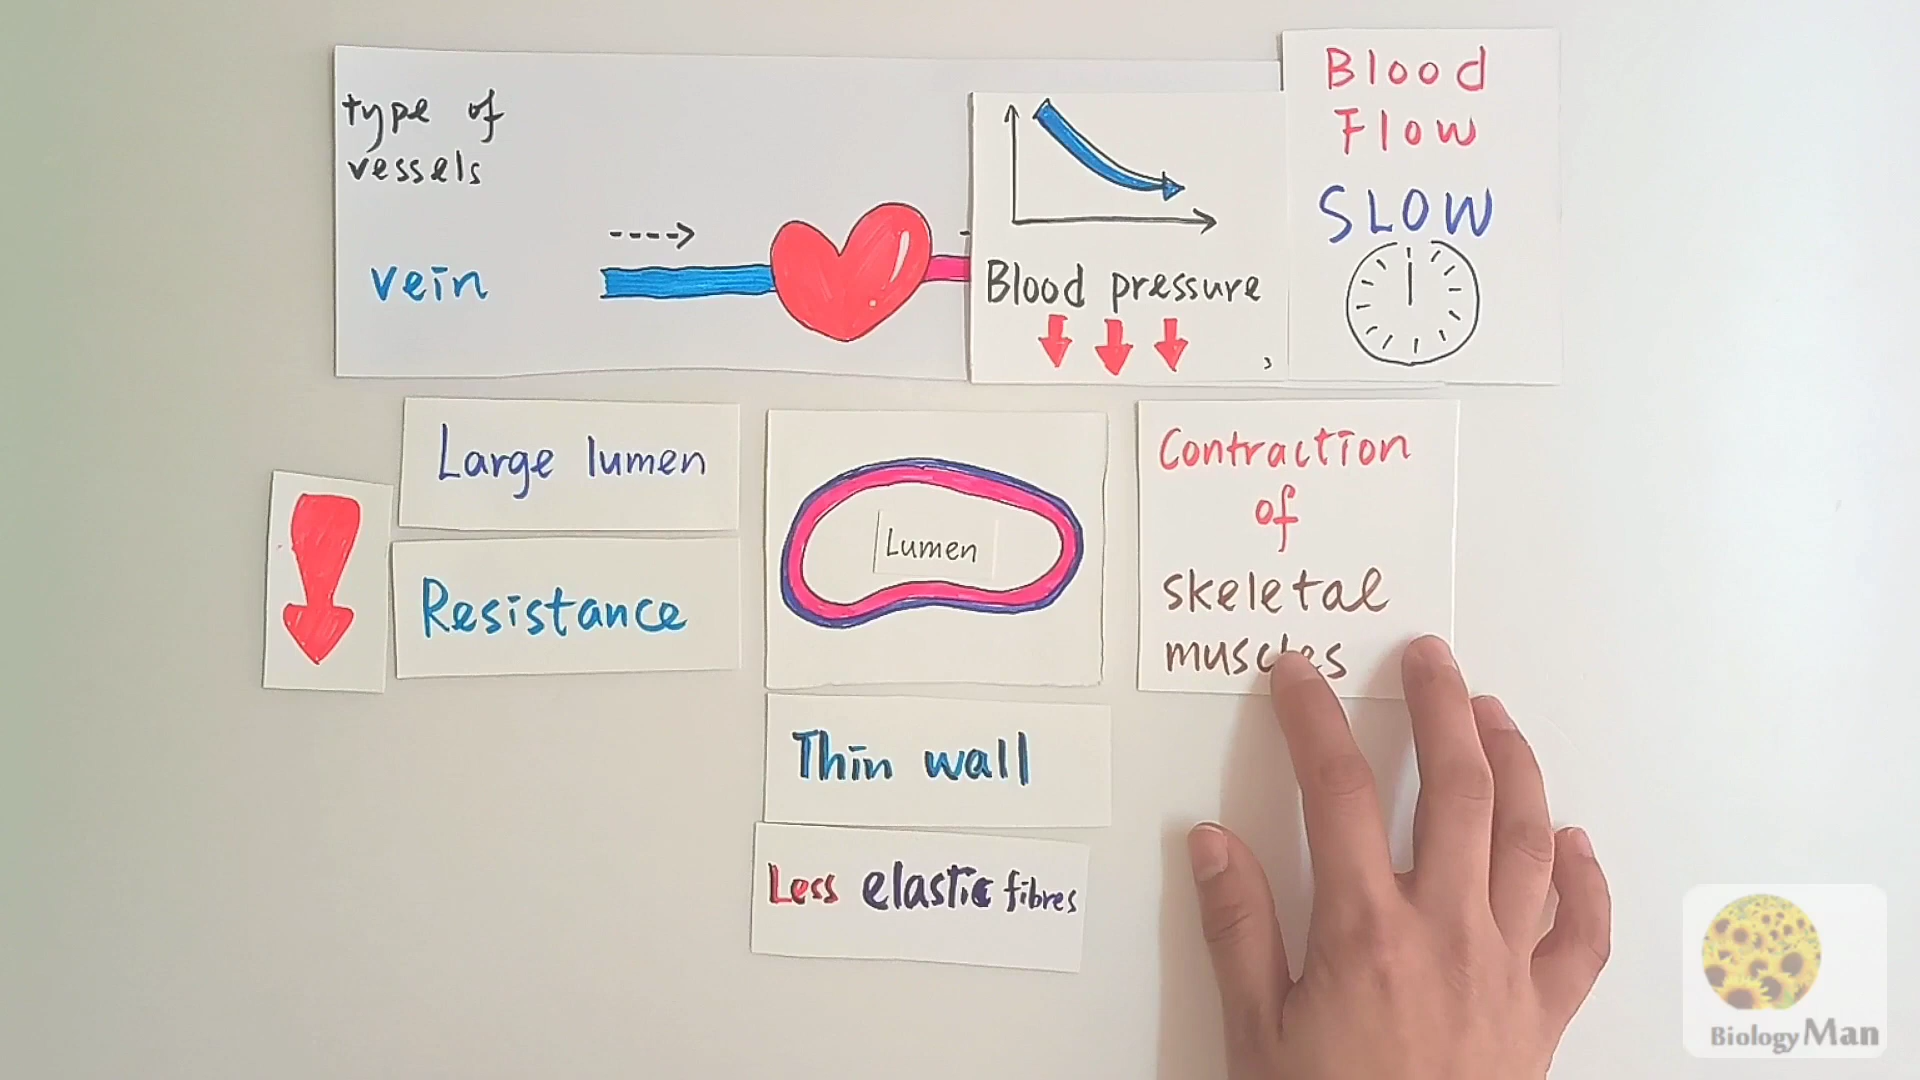 type of
vessels
vein
Blood pressure
3
Blood
Flow
SLOW
Large lumen
Resistance
Lumen
Contraction
of
skeletal
muscles
Thin wall
Less elastic fibres
Biology Man